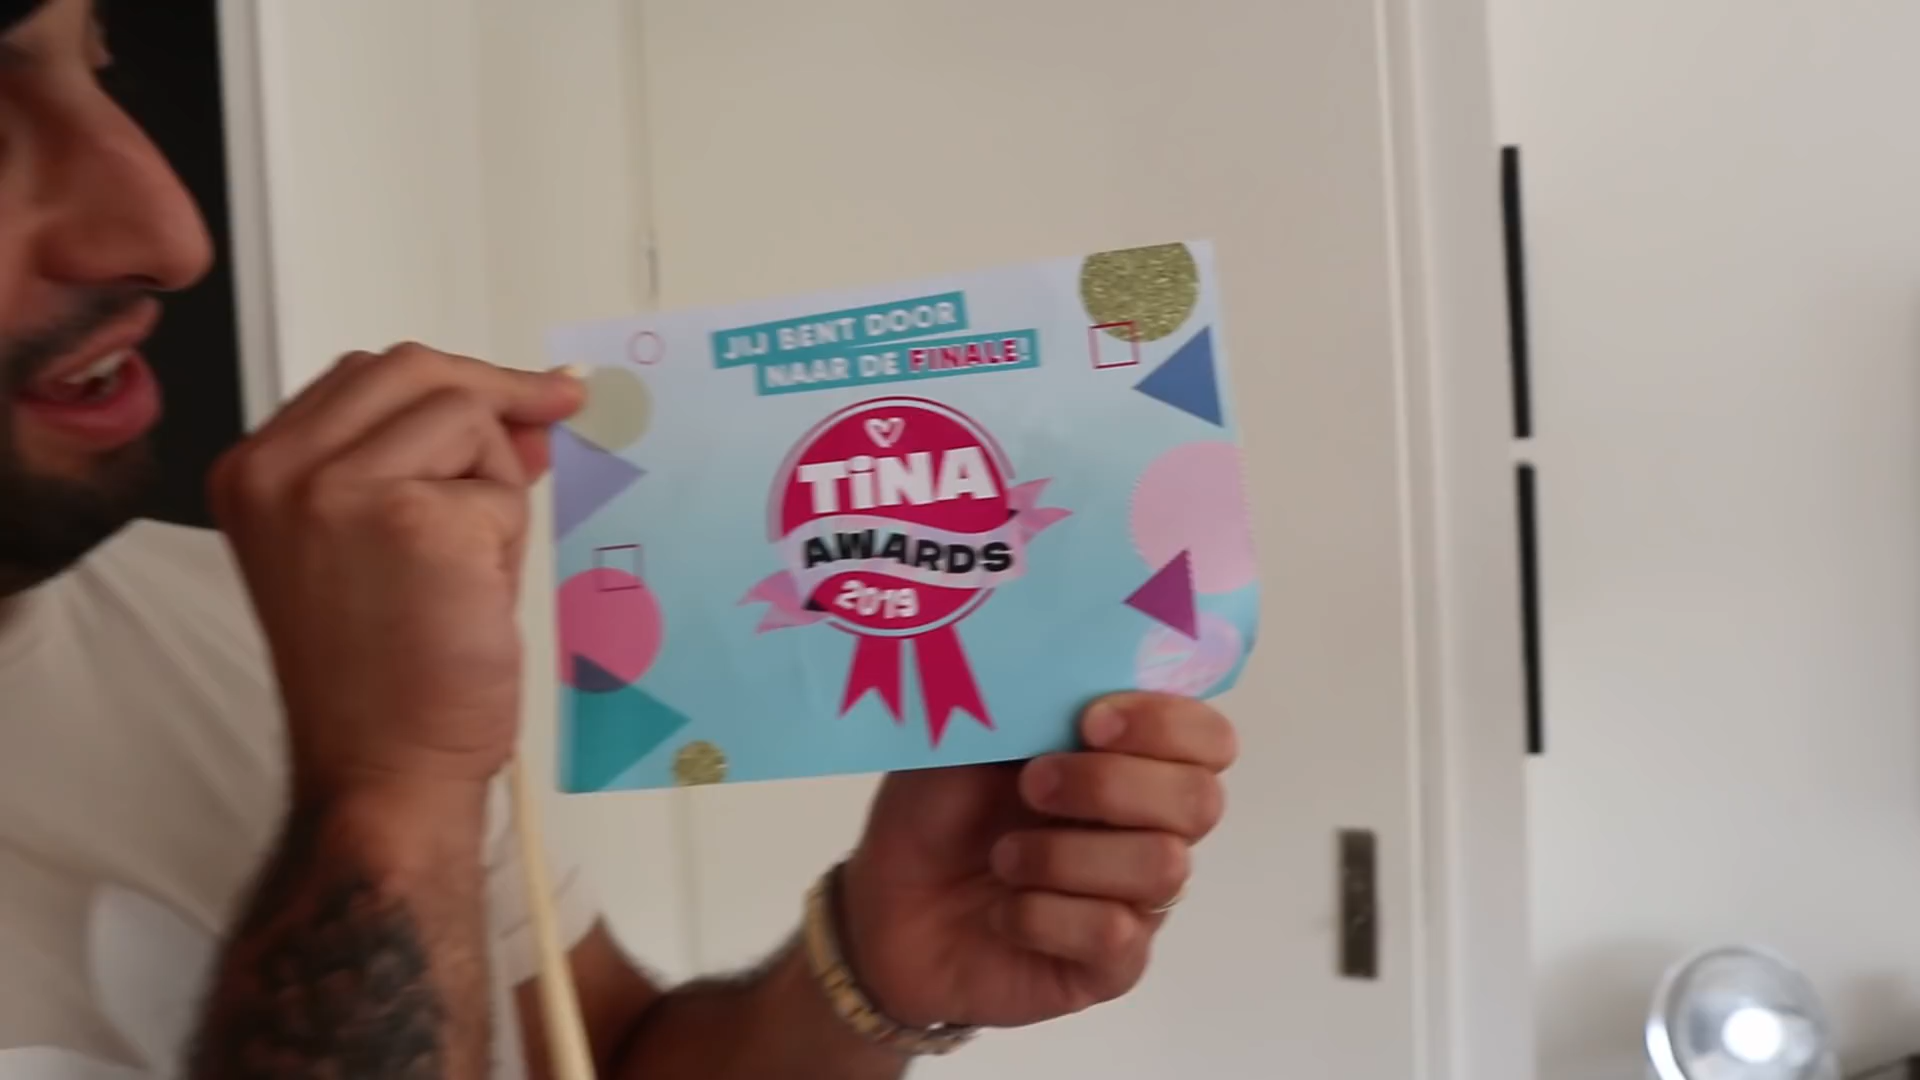 JIJ BENT DOOR
NAAR DE FINALE!
TiNA
AWARDS
2019